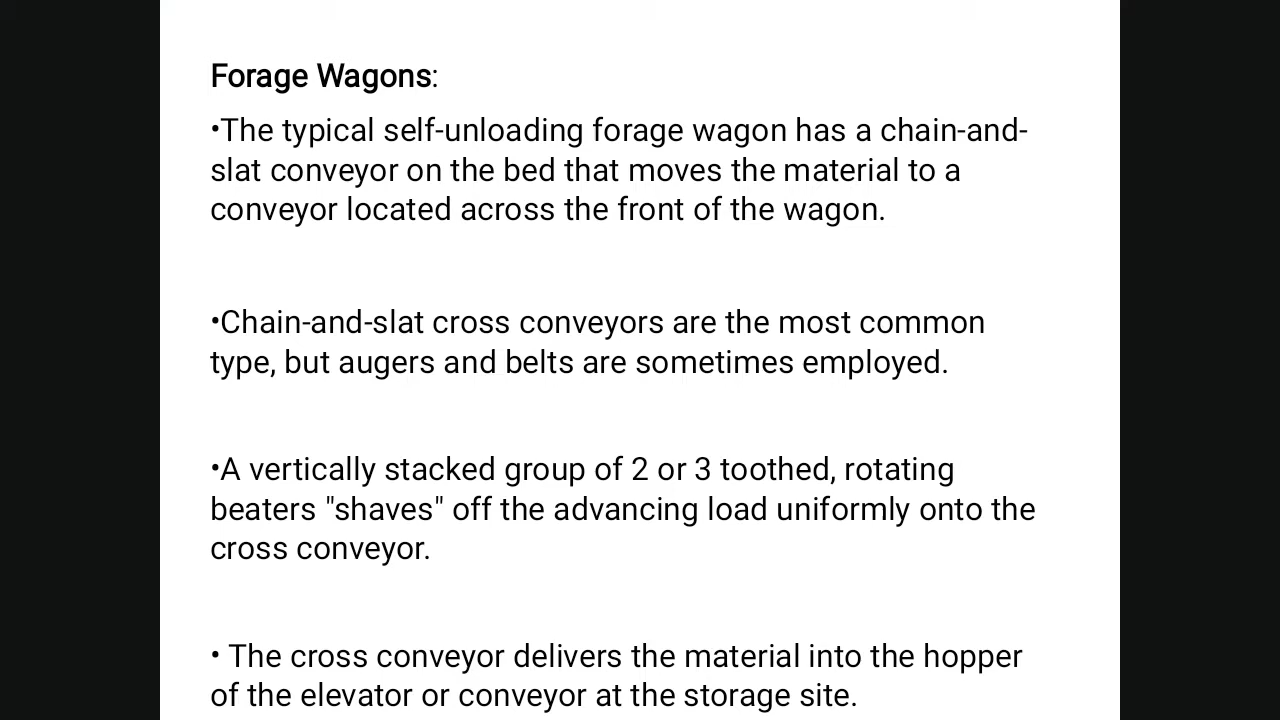 Forage Wagons:
•The typical self-unloading forage wagon has a chain-and-
slat conveyor on the bed that moves the material to a
conveyor located across the front of the wagon.
•Chain-and-slat cross conveyors are the most common
type, but augers and belts are sometimes employed.
•A vertically stacked group of 2 or 3 toothed, rotating
beaters "shaves" off the advancing load uniformly onto the
cross conveyor.
• The cross conveyor delivers the material into the hopper
of the elevator or conveyor at the storage site.